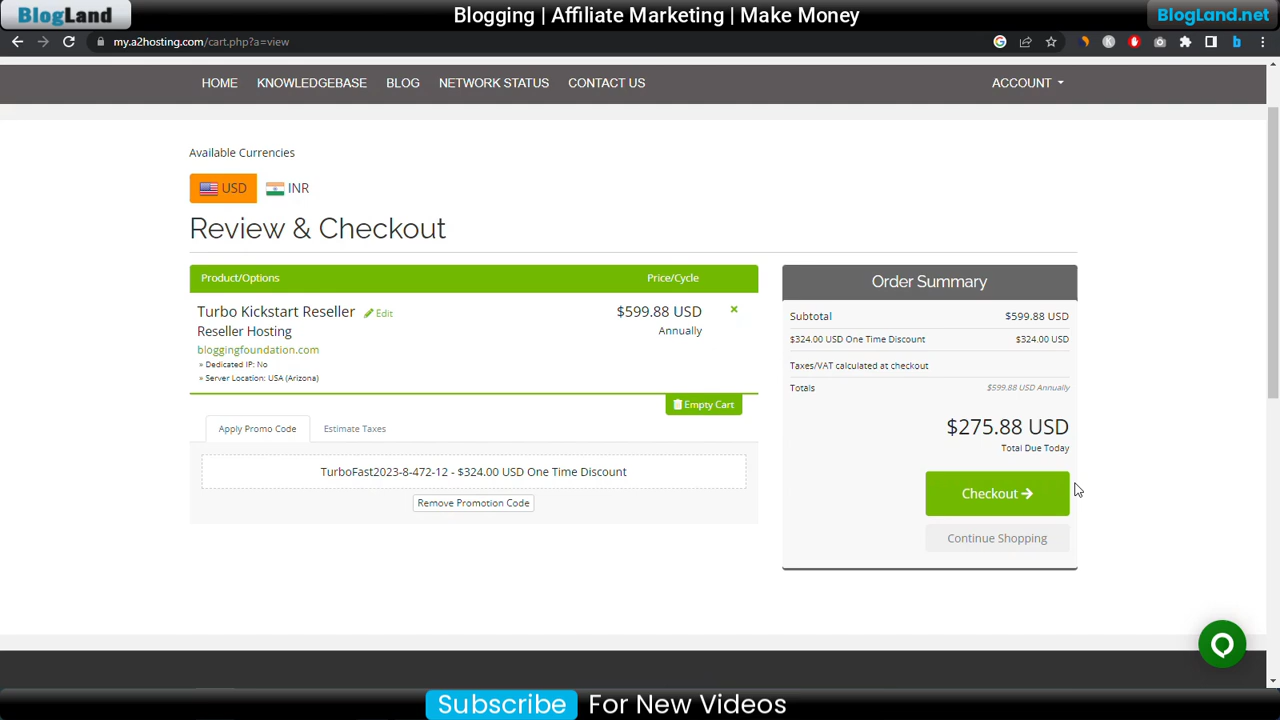 BlogLand
Blogging | Affiliate Marketing | Make Money
BlogLand.net
my.a2hosting.com/cart.php?a=view
HOME KNOWLEDGEBASE BLOG NETWORK STATUS CONTACT US ACCOUNT
Available Currencies
USD INR
Review & Checkout
Product/Options Price/Cycle
Turbo Kickstart Reseller Edit $599.88 USD
Reseller Hosting Annually
bloggingfoundation.com
» Dedicated IP: No
» Server Location: USA (Arizona)
Empty Cart
Apply Promo Code Estimate Taxes
TurboFast2023-8-472-12 - $324.00 USD One Time Discount
Remove Promotion Code
Order Summary
Subtotal $599.88 USD
$324.00 USD One Time Discount $324.00 USD
Taxes/VAT calculated at checkout
Totals $599.88 USD Annually
$275.88 USD
Total Due Today
Checkout
Continue Shopping
Subscribe For New Videos